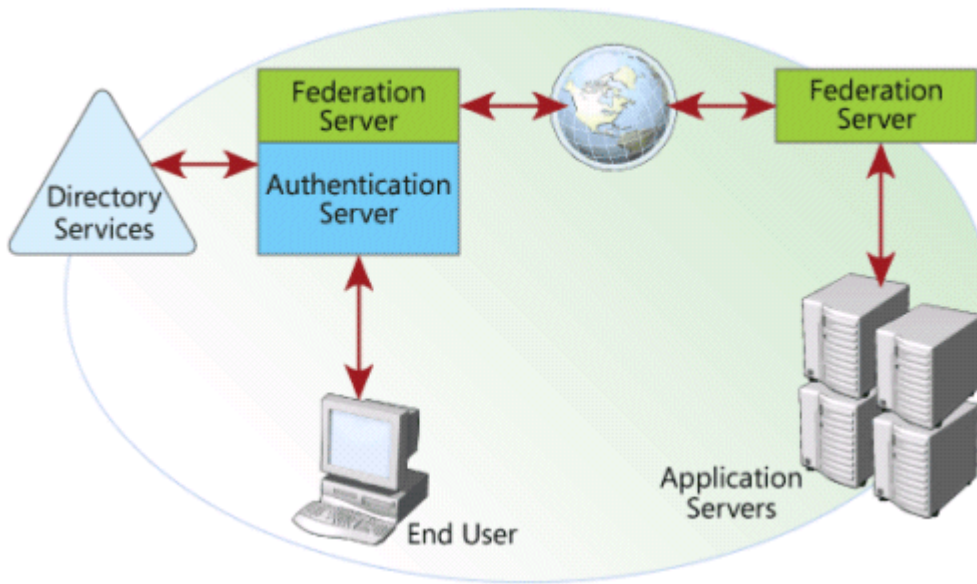 Federation
Server
Federation
Server
Directory
Services
Authentication
Server
Application
Servers
End User